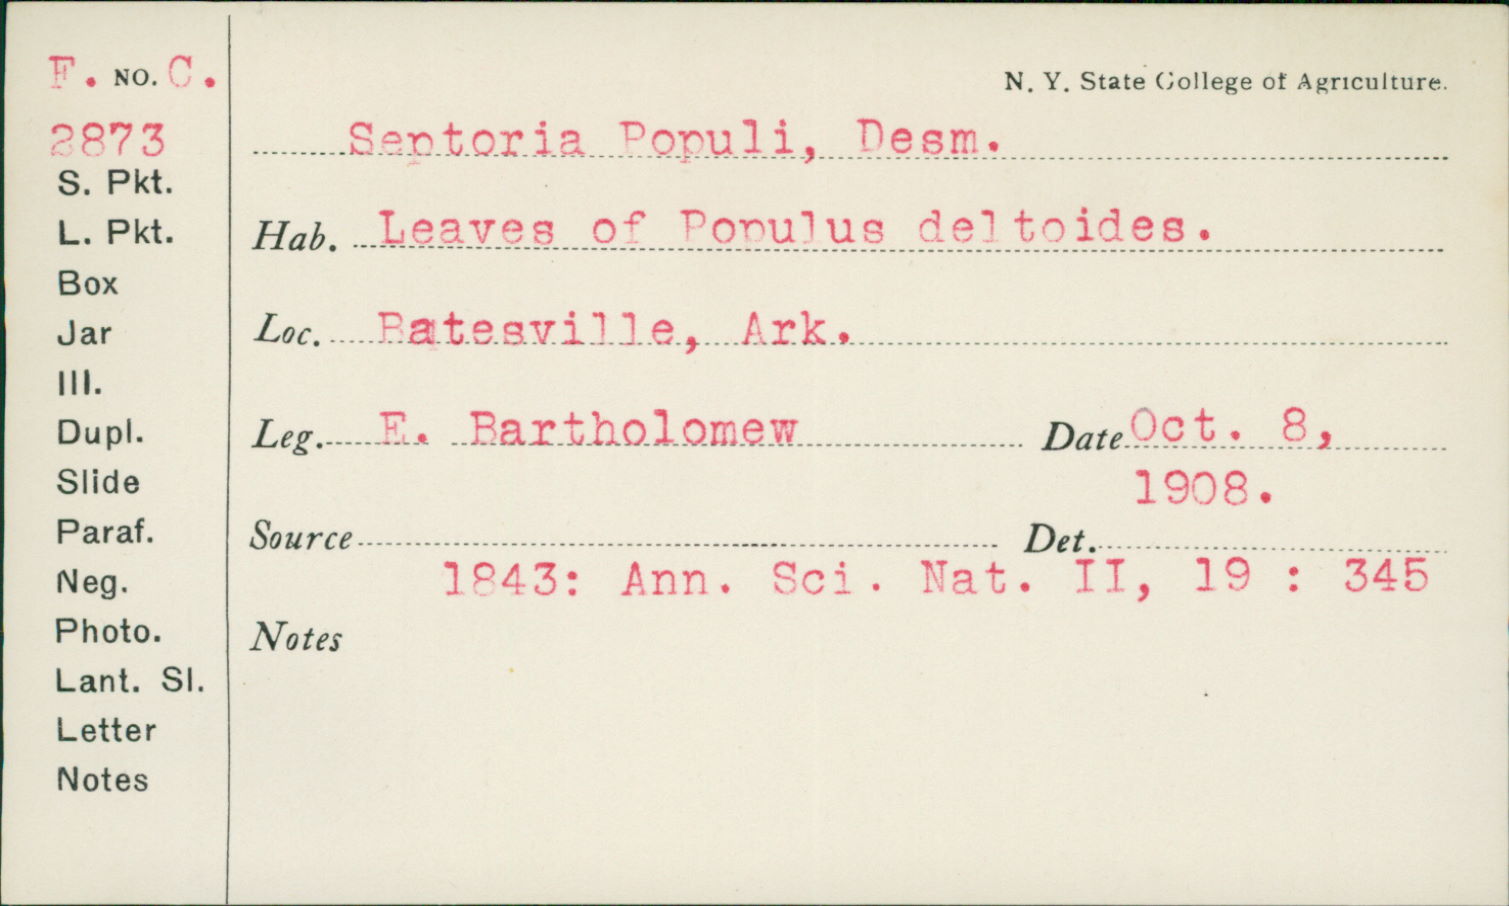 F. NO. C.
2873
S. Pkt.
L. Pkt.
Box
Jar
Ill.
Dupl.
Slide
Paraf.
Neg.
Photo.
Lant. Sl.
Letter
Notes
N. Y. State College of Agriculture.
Septoria Populi, Desm.
Hab. Leaves of Populus deltoides.
Loc. Batesville, Ark.
Leg. E. Bartholomew Date Oct. 8,
1908.
Source Det.
1843: Ann. Sci. Nat. II, 19 : 345
Notes